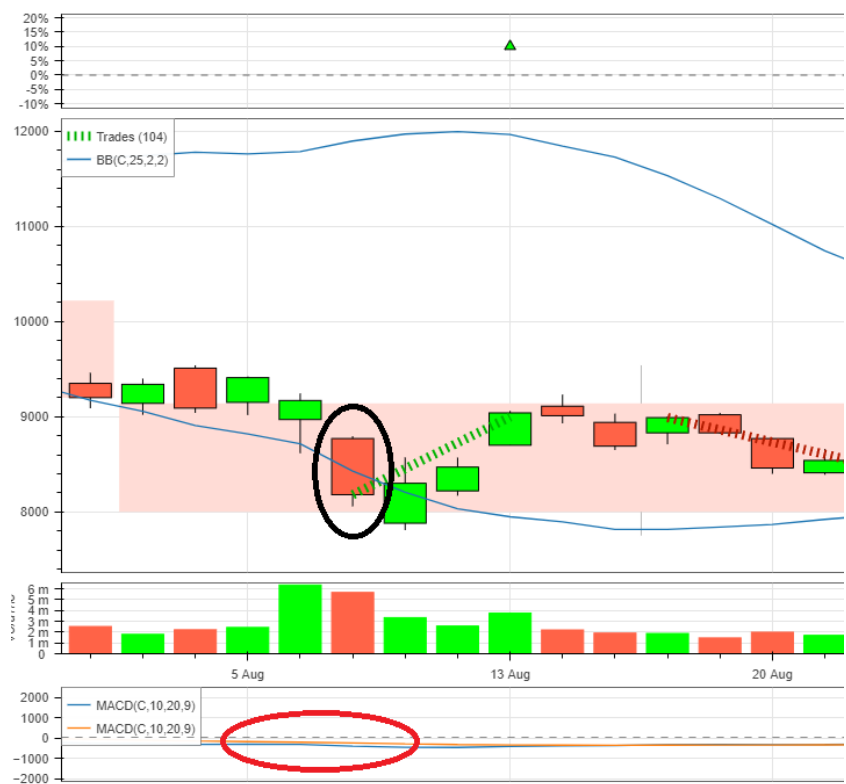 20%
15%
10%
5%
0%
-5%
-10%
12000
Trades (104)
BB(C,25,2,2)
11000
10000
9000
8000
6 m
5 m
4 m
3 m
2 m
1 m
0
5 Aug
13 Aug
20 Aug
2000
MACD(C,10,20,9)
1000
MACD(C,10,20,9)
0
-1000
-2000